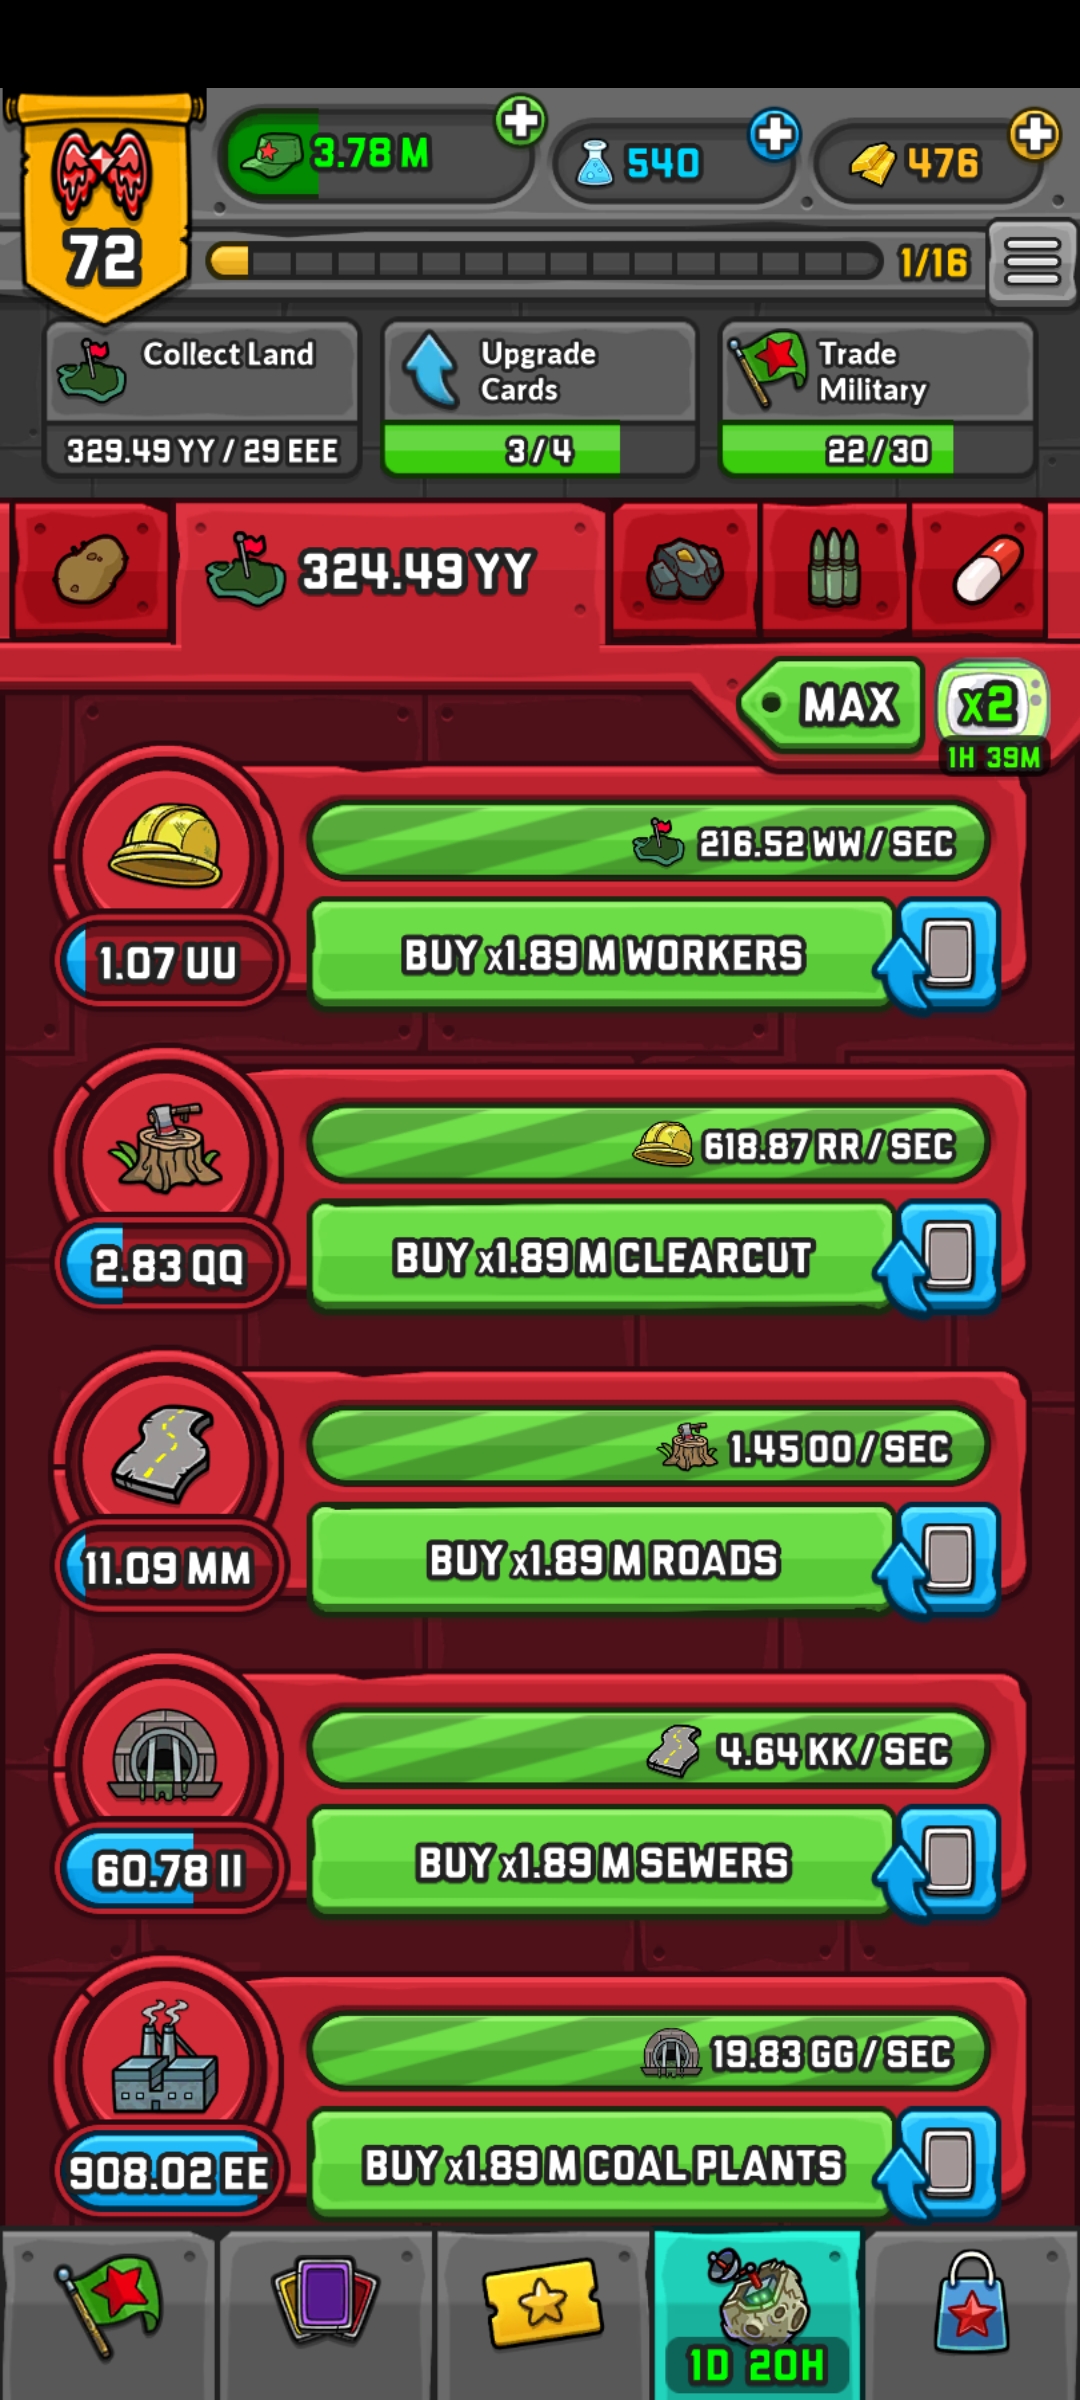 3.78 M
540
476
72
1/16
Collect Land
329.49 YY / 29 EEE
Upgrade
Cards
3/4
Trade
Military
22/30
324.49 YY
MAX
x2
1H 39M
216.52 WW / SEC
1.07 UU
BUY x1.89 M WORKERS
618.87 RR / SEC
2.83 QQ
BUY x1.89 M CLEARCUT
1.45 OO / SEC
11.09 MM
BUY x1.89 M ROADS
4.64 KK / SEC
60.78 II
BUY x1.89 M SEWERS
19.83 GG / SEC
908.02 EE
BUY x1.89 M COAL PLANTS
1D 20H